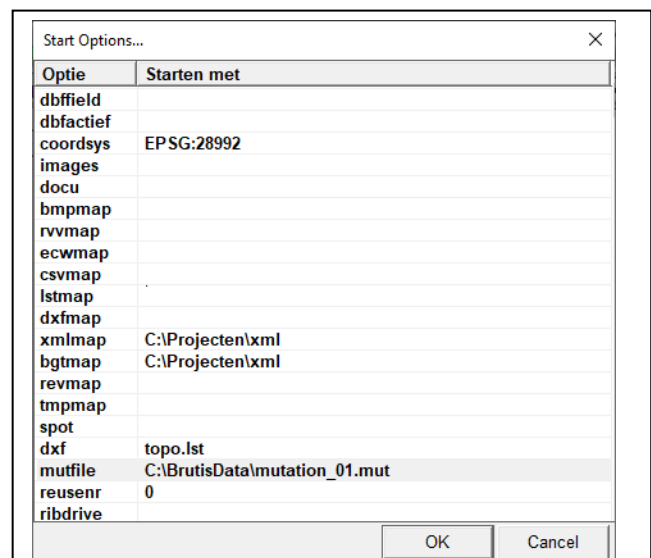 Start Options...
Optie Starten met
dbffield
dbfactief
coordsys EPSG:28992
images
docu
bmpmap
rvvmap
ecwmap
csvmap
lstmap
dxfmap
xmlmap C:\Projecten\xml
bgtmap C:\Projecten\xml
revmap
tmpmap
spot
dxf topo.lst
mutfile C:\BrutisData\mutation_01.mut
reusenr 0
ribdrive
OK Cancel